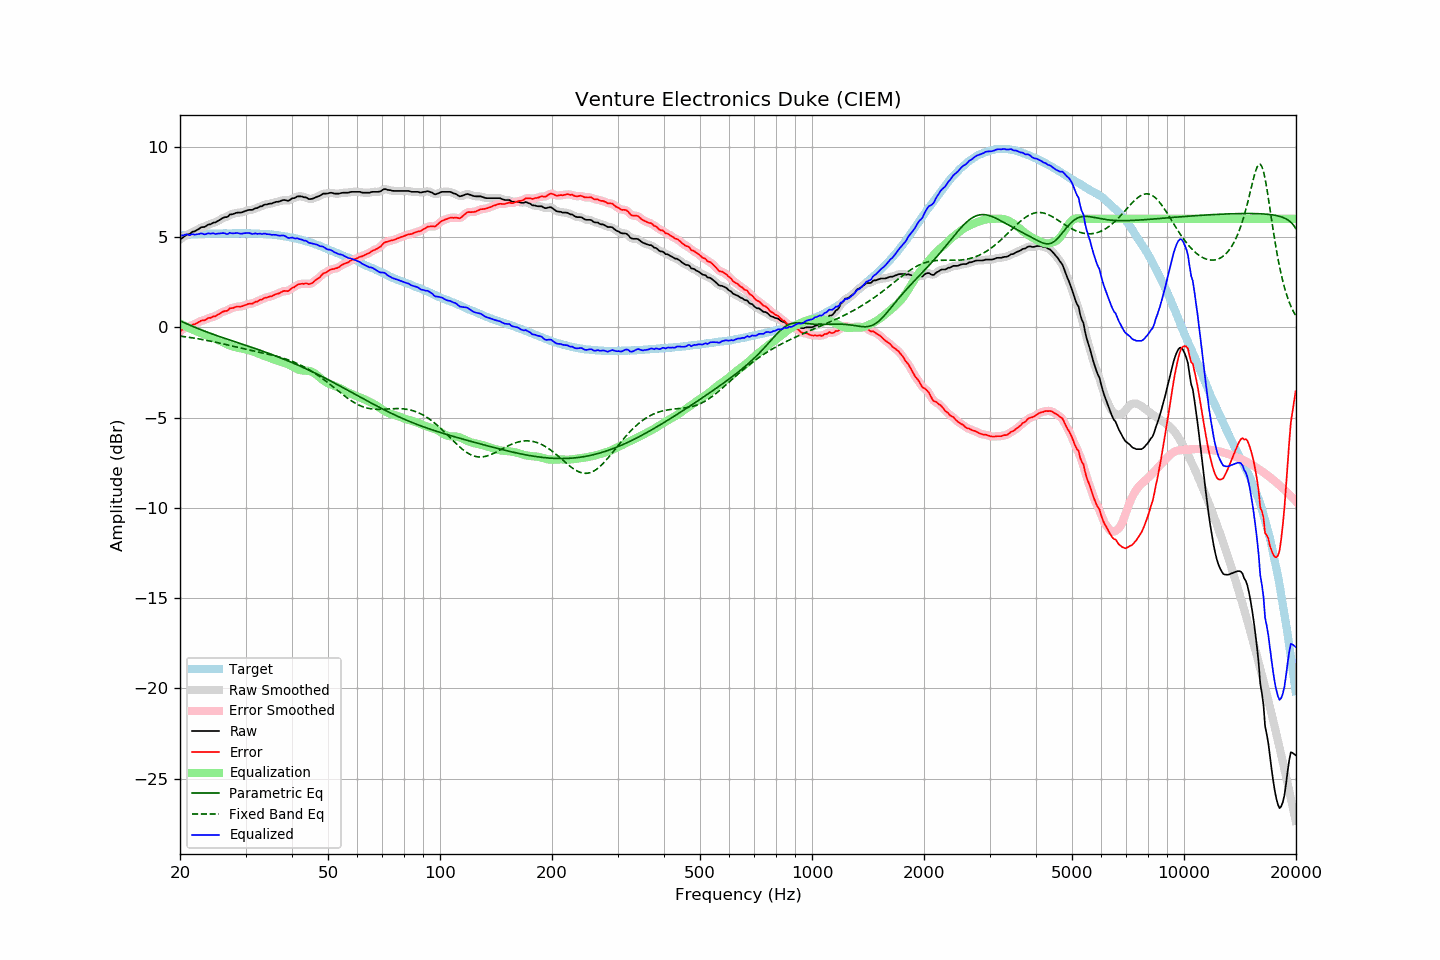 Venture Electronics Duke (CIEM)
Amplitude (dBr)
10
5
0
−5
−10
−15
−20
−25
Target
Raw Smoothed
Error Smoothed
Raw
Error
Equalization
Parametric Eq
Fixed Band Eq
Equalized
20 50 100 200 500 1000 2000 5000 10000 20000
Frequency (Hz)